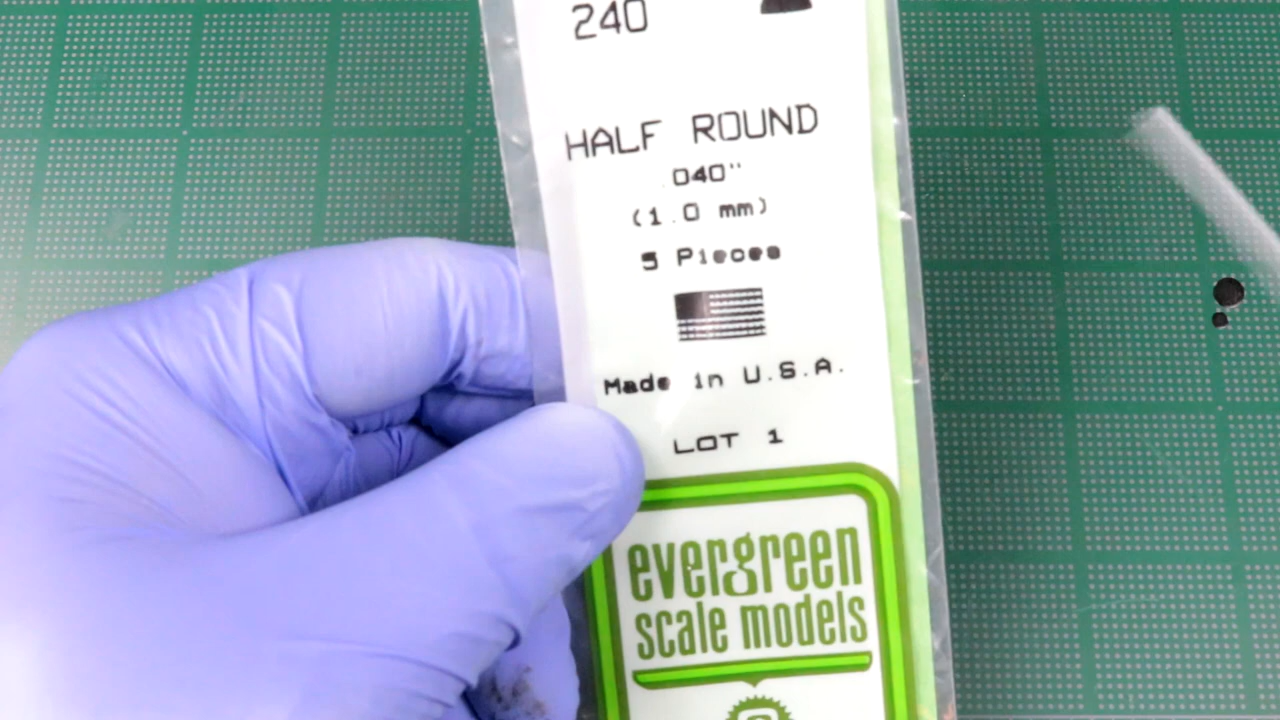 240
HALF ROUND
.040"
(1.0 mm)
5 Pieces
Made in U.S.A.
LOT 1
evergreen
scale models